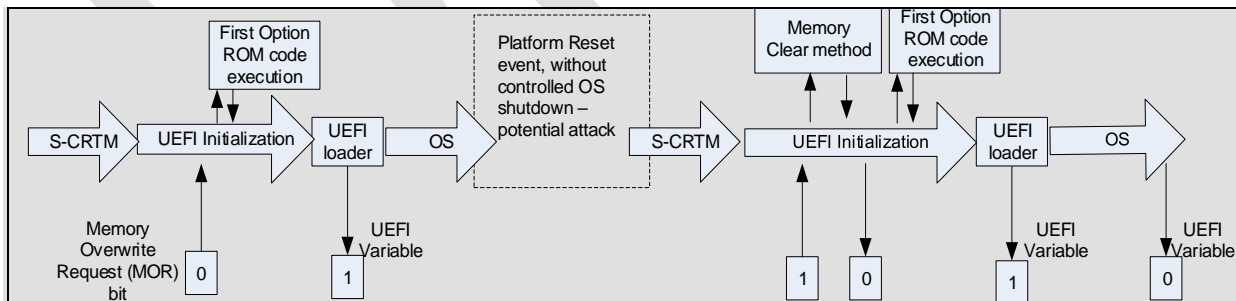 First Option
ROM code
execution
Platform Reset
event, without
controlled OS
shutdown –
potential attack
Memory
Clear method
First Option
ROM code
execution
S-CRTM
UEFI Initialization
UEFI
loader
OS
S-CRTM
UEFI Initialization
UEFI
loader
OS
Memory
Overwrite
Request (MOR)
bit
0
UEFI
Variable
1
1
0
UEFI
Variable
1
UEFI
Variable
0